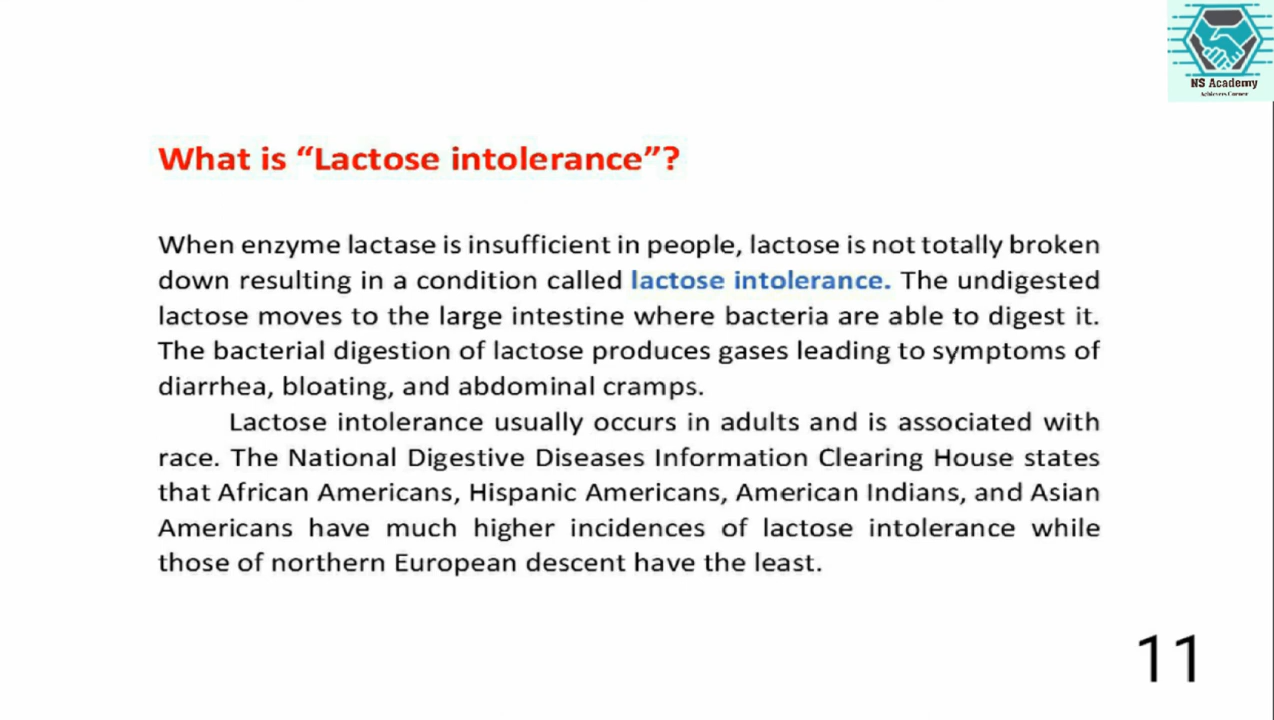 NS Academy
Achievers Corner
What is “Lactose intolerance”?
When enzyme lactase is insufficient in people, lactose is not totally broken
down resulting in a condition called lactose intolerance. The undigested
lactose moves to the large intestine where bacteria are able to digest it.
The bacterial digestion of lactose produces gases leading to symptoms of
diarrhea, bloating, and abdominal cramps.
Lactose intolerance usually occurs in adults and is associated with
race. The National Digestive Diseases Information Clearing House states
that African Americans, Hispanic Americans, American Indians, and Asian
Americans have much higher incidences of lactose intolerance while
those of northern European descent have the least.
11